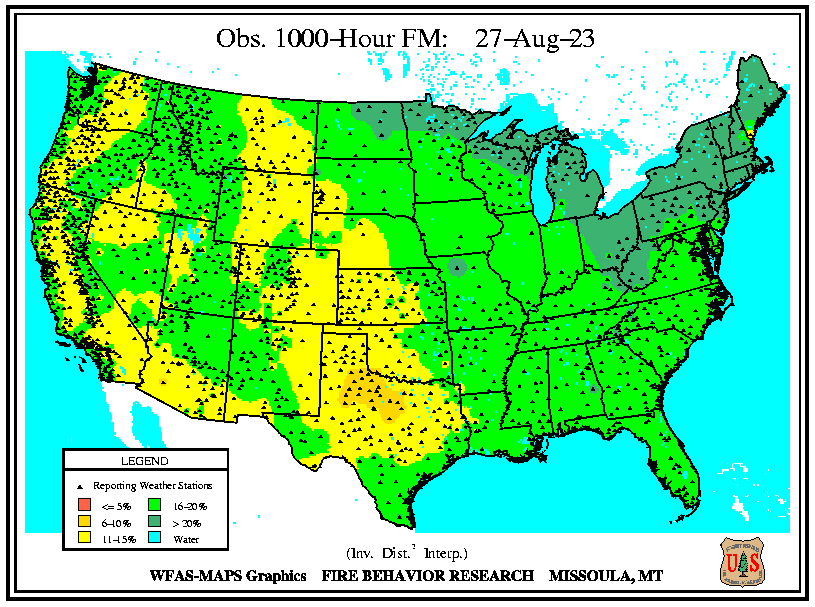 Obs. 1000-Hour FM: 27-Aug-23
LEGEND
Reporting Weather Stations
<= 5% 16-20%
6-10% > 20%
11-15% Water
(Inv. Dist.² Interp.)
WFAS-MAPS Graphics FIRE BEHAVIOR RESEARCH MISSOULA, MT
U S